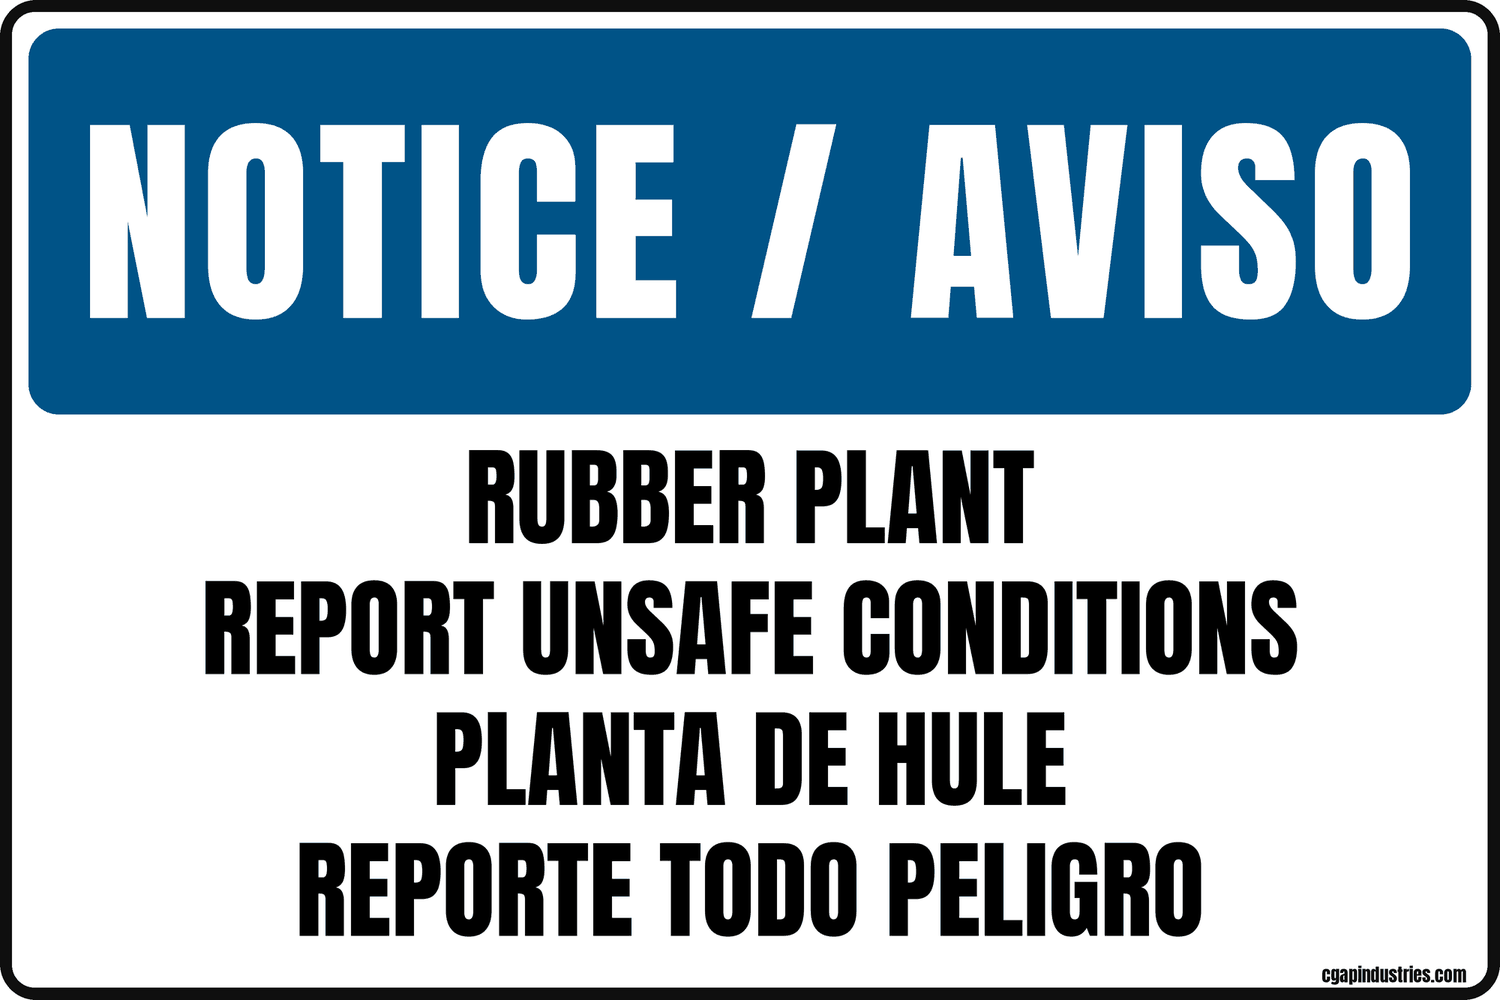 NOTICE / AVISO
RUBBER PLANT
REPORT UNSAFE CONDITIONS
PLANTA DE HULE
REPORTE TODO PELIGRO
cgapindustries.com